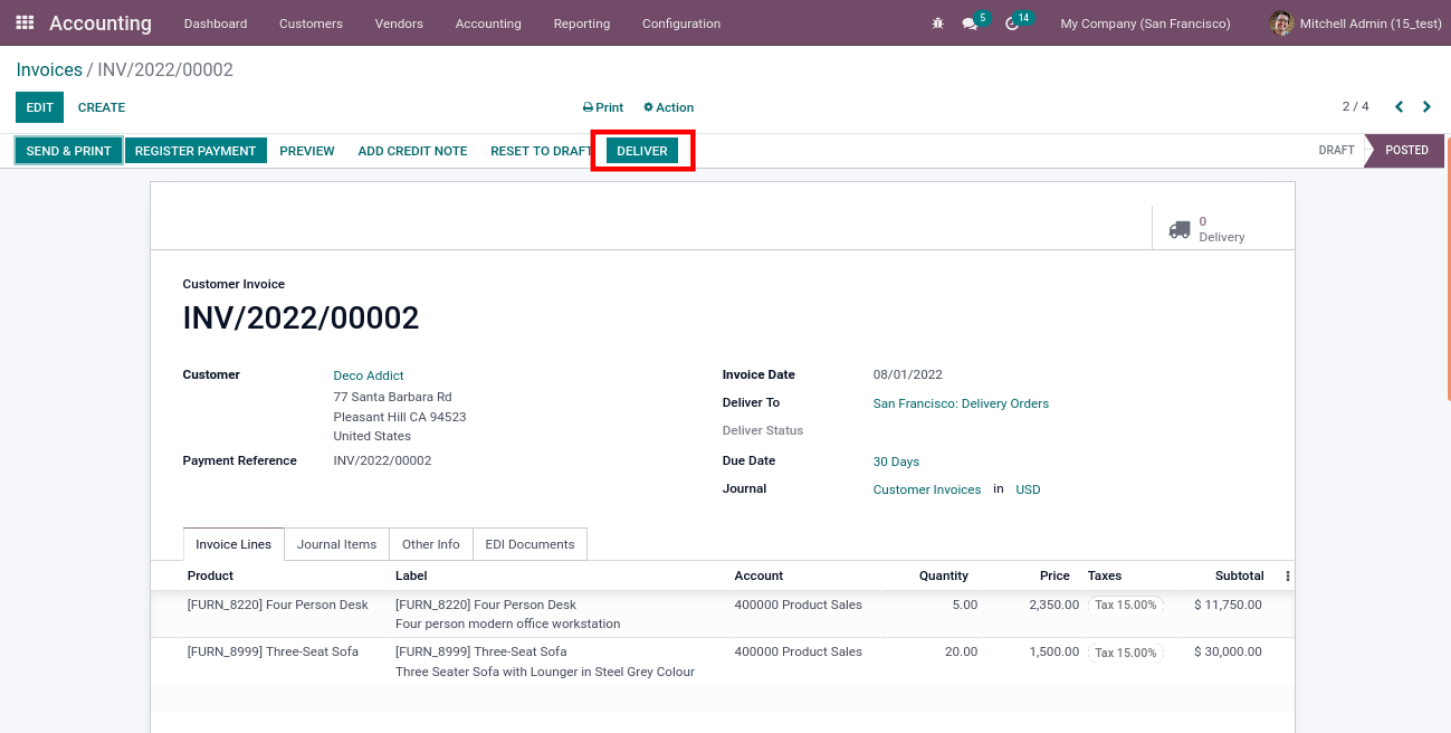 Accounting Dashboard Customers Vendors Accounting Reporting Configuration 5 14 My Company (San Francisco) Mitchell Admin (15_test)
Invoices / INV/2022/00002
EDIT CREATE Print Action 2 / 4
SEND & PRINT REGISTER PAYMENT PREVIEW ADD CREDIT NOTE RESET TO DRAFT DELIVER DRAFT POSTED
0
Delivery
Customer Invoice
INV/2022/00002
Customer Deco Addict Invoice Date 08/01/2022
77 Santa Barbara Rd
Deliver To San Francisco: Delivery Orders
Pleasant Hill CA 94523
Deliver Status
United States
Payment Reference INV/2022/00002 Due Date 30 Days
Journal Customer Invoices in USD
Invoice Lines Journal Items Other Info EDI Documents
Product Label Account Quantity Price Taxes Subtotal
[FURN_8220] Four Person Desk [FURN_8220] Four Person Desk 400000 Product Sales 5.00 2,350.00 Tax 15.00% $ 11,750.00
Four person modern office workstation
[FURN_8999] Three-Seat Sofa [FURN_8999] Three-Seat Sofa 400000 Product Sales 20.00 1,500.00 Tax 15.00% $ 30,000.00
Three Seater Sofa with Lounger in Steel Grey Colour